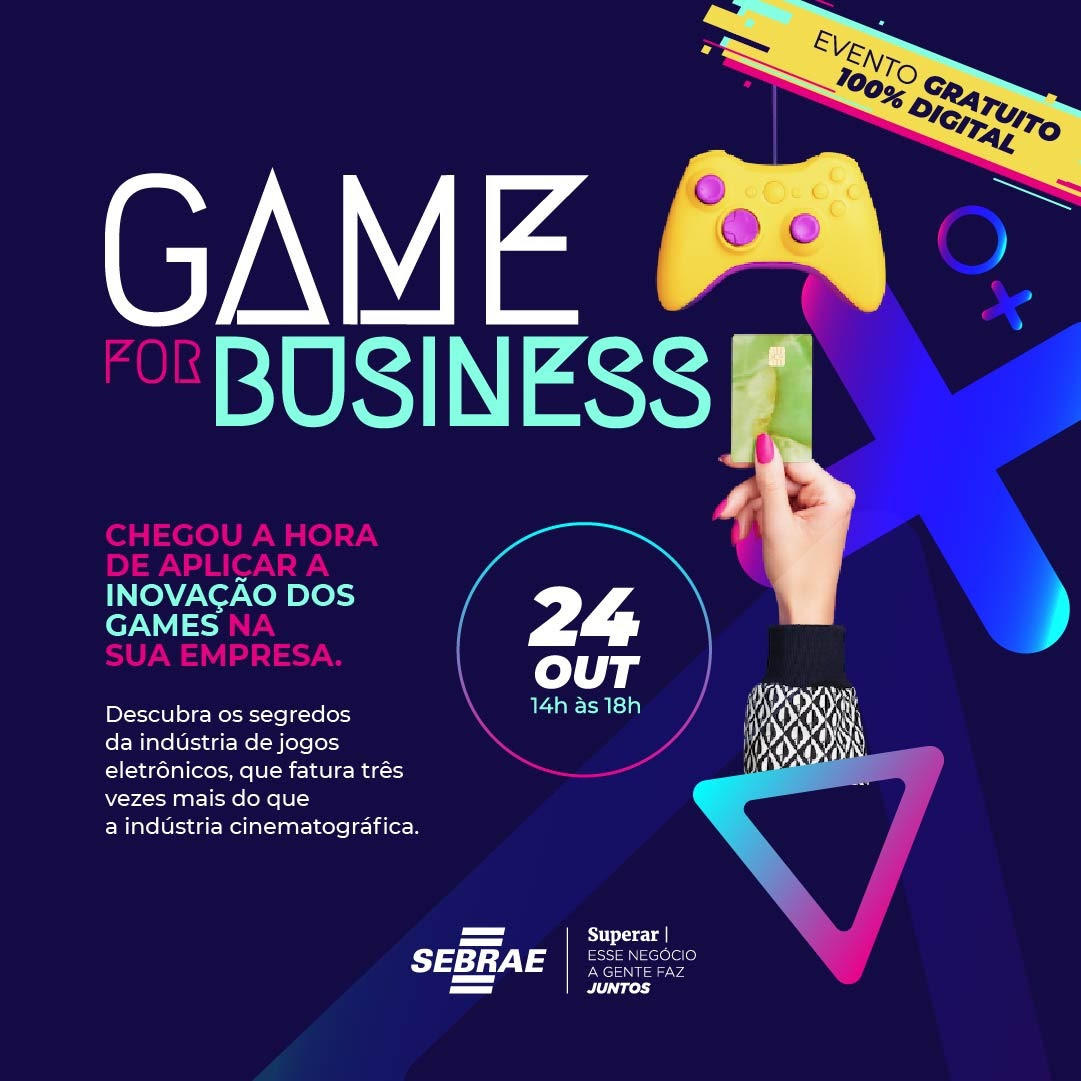 EVENTO GRATUITO
100% DIGITAL
GAME
FOR BUSINESS
CHEGOU A HORA
DE APLICAR A
INOVAÇÃO DOS
GAMES NA
SUA EMPRESA.
Descubra os segredos
da indústria de jogos
eletrônicos, que fatura três
vezes mais do que
a indústria cinematográfica.
24
OUT
14h às 18h
SEBRAE
Superar |
ESSE NEGÓCIO
A GENTE FAZ
JUNTOS